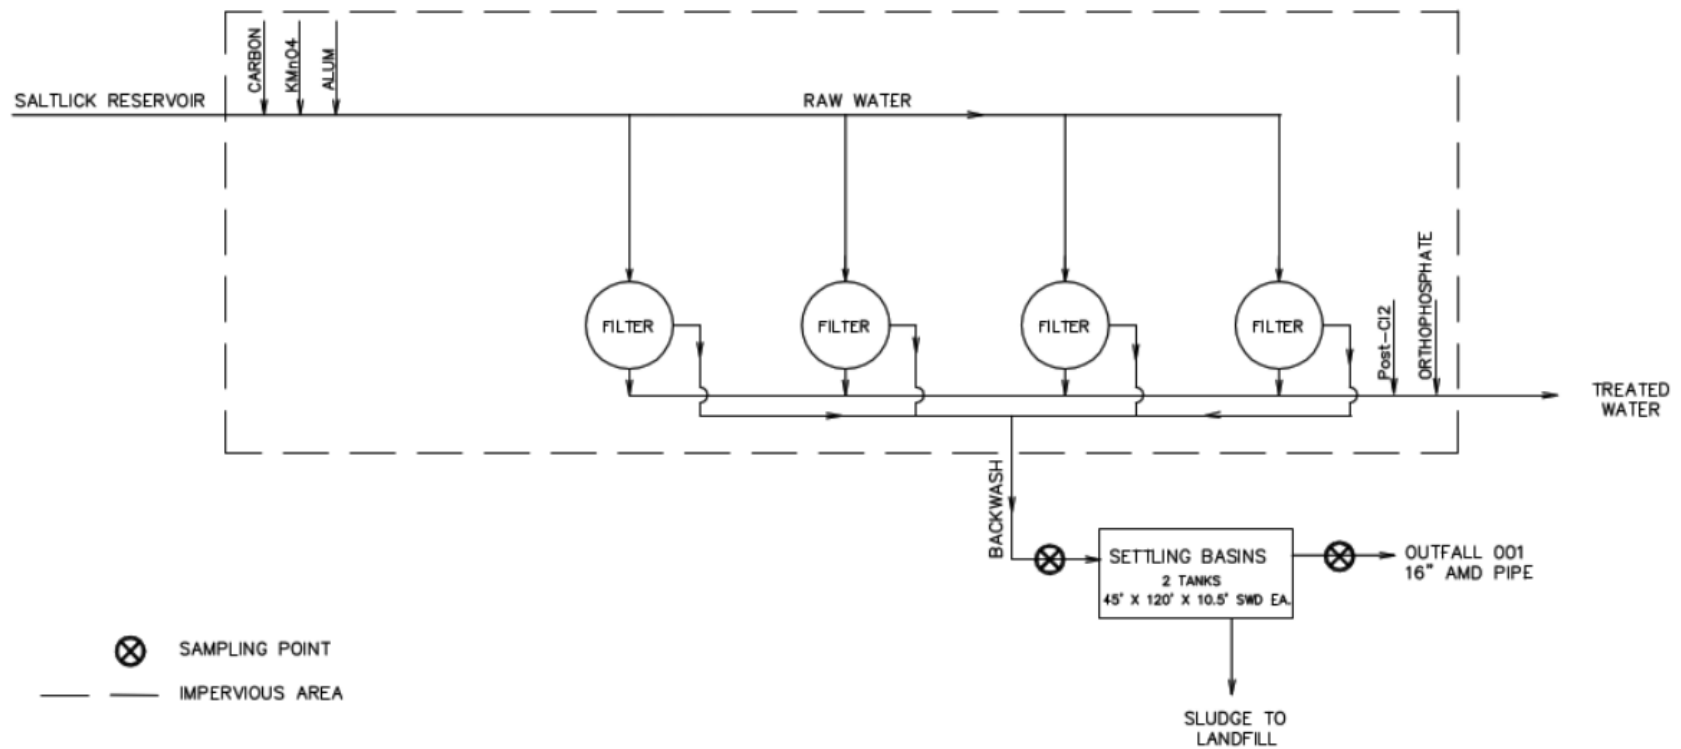 CARBON
KMnO4
ALUM
SALTLICK RESERVOIR
RAW WATER
FILTER
FILTER
FILTER
FILTER
Post-Cl2
ORTHOPHOSPHATE
TREATED
WATER
BACKWASH
SETTLING BASINS
2 TANKS
45' X 120' X 10.5' SWD EA.
OUTFALL 001
16" AMD PIPE
SAMPLING POINT
IMPERVIOUS AREA
SLUDGE TO
LANDFILL